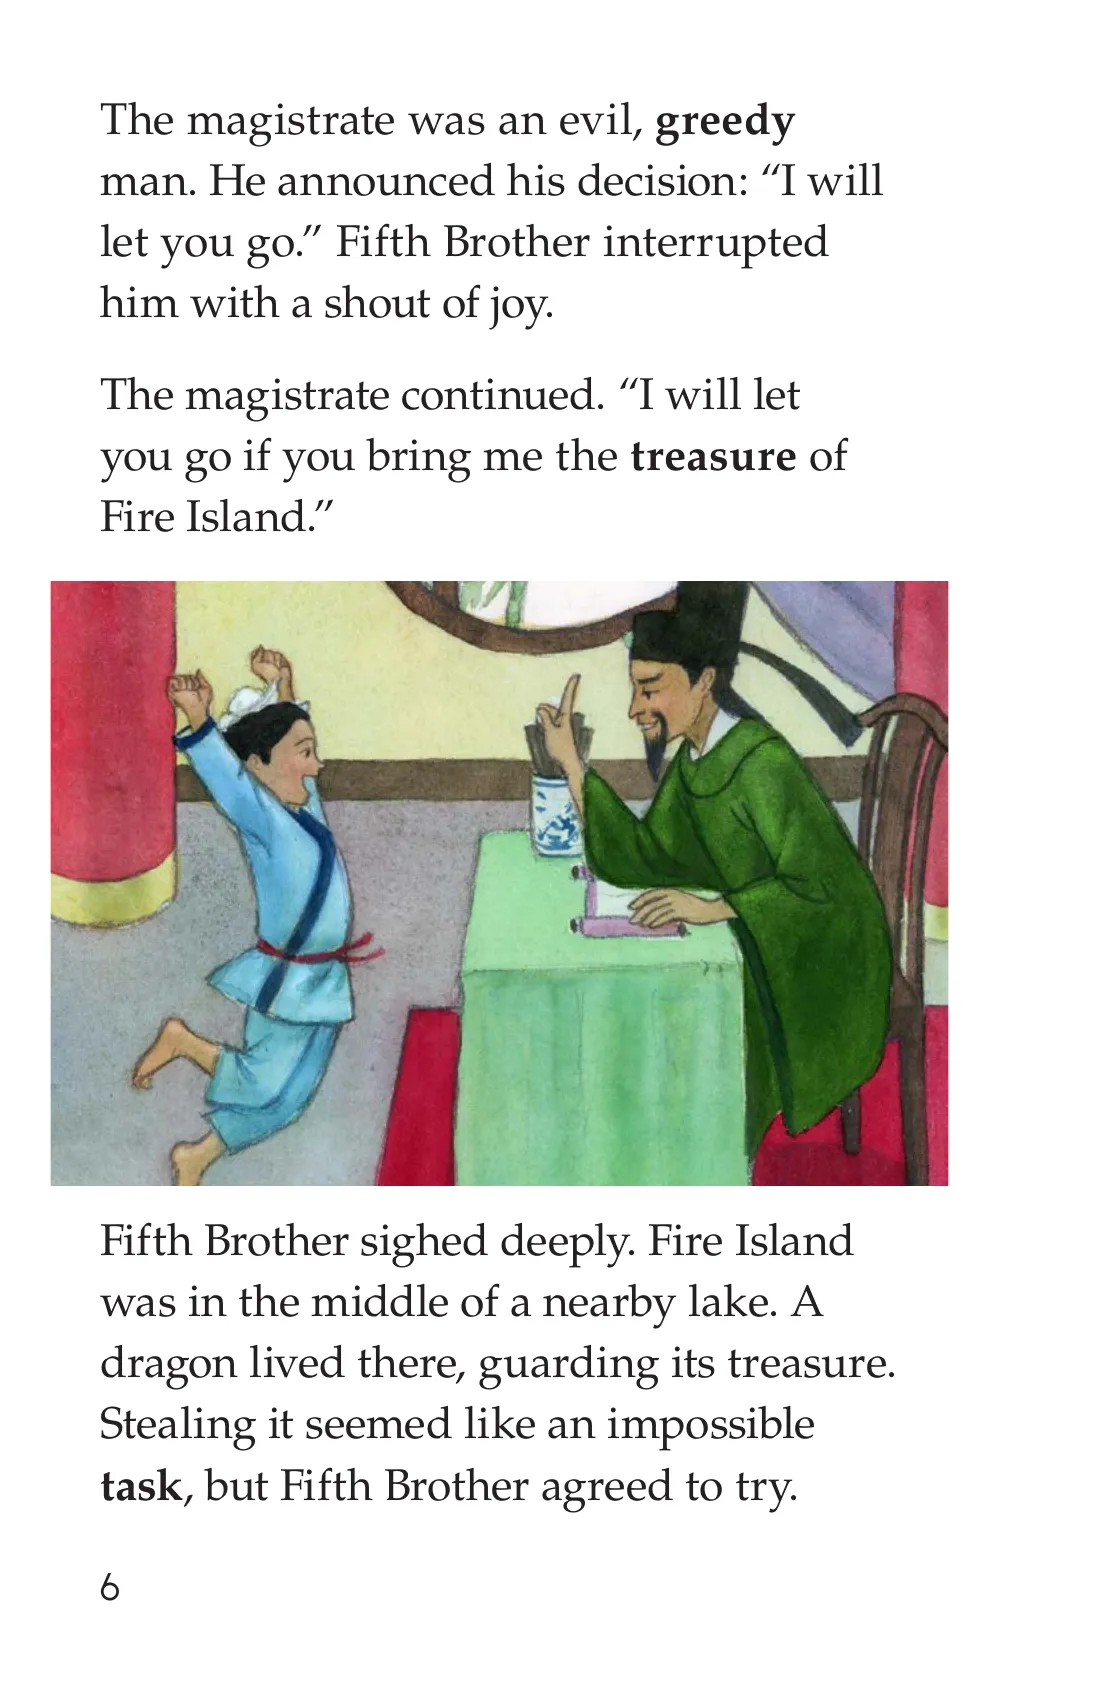 The magistrate was an evil, greedy
man. He announced his decision: “I will
let you go.” Fifth Brother interrupted
him with a shout of joy.
The magistrate continued. “I will let
you go if you bring me the treasure of
Fire Island.”
Fifth Brother sighed deeply. Fire Island
was in the middle of a nearby lake. A
dragon lived there, guarding its treasure.
Stealing it seemed like an impossible
task, but Fifth Brother agreed to try.
6